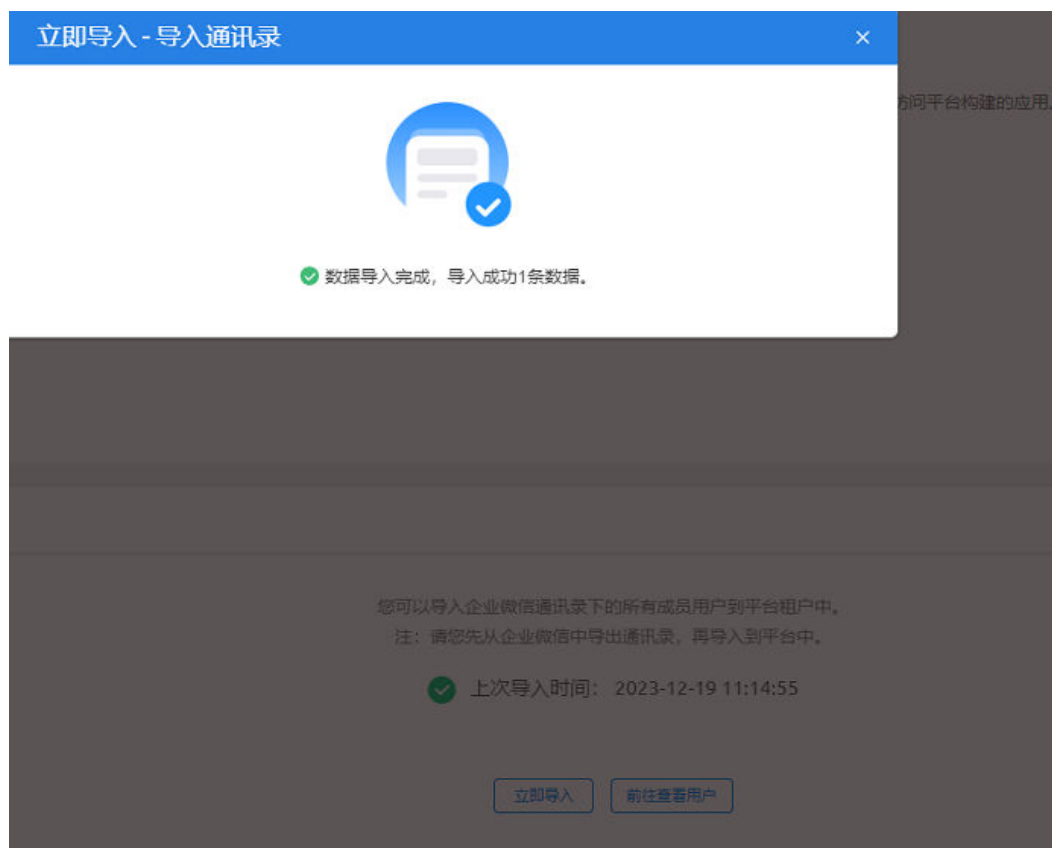 立即导入 - 导入通讯录
访问平台构建的应用
数据导入完成，导入成功1条数据。
您可以导入企业微信通讯录下的所有成员用户到平台租户中。
注：请您先从企业微信中导出通讯录，再导入到平台中。
上次导入时间： 2023-12-19 11:14:55
立即导入
前往查看用户